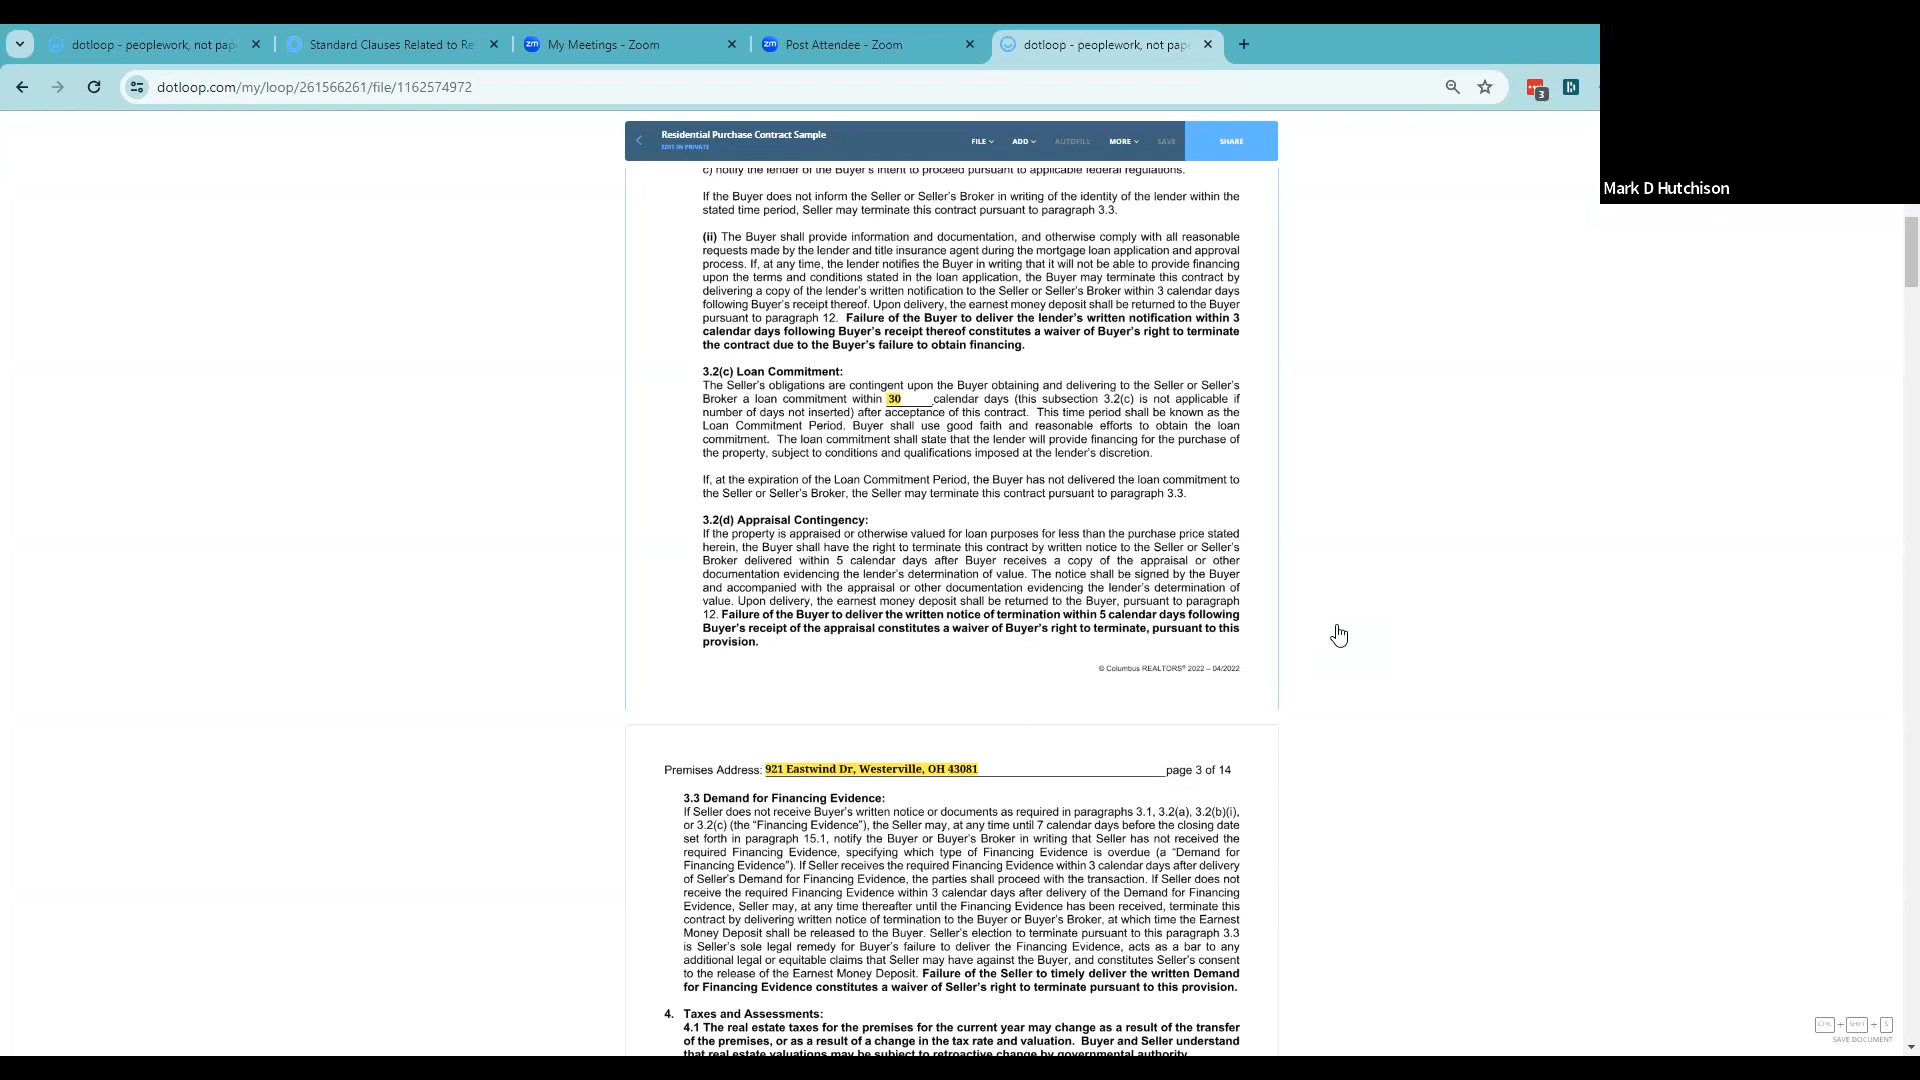 dotloop - peoplework, not pap
Standard Clauses Related to Re
zm My Meetings - Zoom
zm Post Attendee - Zoom
dotloop - peoplework, not pape
dotloop.com/my/loop/261566261/file/1162574972
3
Mark D Hutchison
Residential Purchase Contract Sample
EDIT IN PRIVATE
FILE
ADD
AUTOFILL
MORE
SAVE
SHARE
c) notify the lender of the Buyer's intent to proceed pursuant to applicable federal regulations.
If the Buyer does not inform the Seller or Seller's Broker in writing of the identity of the lender within the
stated time period, Seller may terminate this contract pursuant to paragraph 3.3.
(ii) The Buyer shall provide information and documentation, and otherwise comply with all reasonable
requests made by the lender and title insurance agent during the mortgage loan application and approval
process. If, at any time, the lender notifies the Buyer in writing that it will not be able to provide financing
upon the terms and conditions stated in the loan application, the Buyer may terminate this contract by
delivering a copy of the lender's written notification to the Seller or Seller's Broker within 3 calendar days
following Buyer's receipt thereof. Upon delivery, the earnest money deposit shall be returned to the Buyer
pursuant to paragraph 12. Failure of the Buyer to deliver the lender's written notification within 3
calendar days following Buyer's receipt thereof constitutes a waiver of Buyer's right to terminate
the contract due to the Buyer's failure to obtain financing.
3.2(c) Loan Commitment:
The Seller's obligations are contingent upon the Buyer obtaining and delivering to the Seller or Seller's
Broker a loan commitment within 30 calendar days (this subsection 3.2(c) is not applicable if
number of days not inserted) after acceptance of this contract. This time period shall be known as the
Loan Commitment Period. Buyer shall use good faith and reasonable efforts to obtain the loan
commitment. The loan commitment shall state that the lender will provide financing for the purchase of
the property, subject to conditions and qualifications imposed at the lender's discretion.
If, at the expiration of the Loan Commitment Period, the Buyer has not delivered the loan commitment to
the Seller or Seller's Broker, the Seller may terminate this contract pursuant to paragraph 3.3.
3.2(d) Appraisal Contingency:
If the property is appraised or otherwise valued for loan purposes for less than the purchase price stated
herein, the Buyer shall have the right to terminate this contract by written notice to the Seller or Seller's
Broker delivered within 5 calendar days after Buyer receives a copy of the appraisal or other
documentation evidencing the lender's determination of value. The notice shall be signed by the Buyer
and accompanied with the appraisal or other documentation evidencing the lender's determination of
value. Upon delivery, the earnest money deposit shall be returned to the Buyer, pursuant to paragraph
12. Failure of the Buyer to deliver the written notice of termination within 5 calendar days following
Buyer's receipt of the appraisal constitutes a waiver of Buyer's right to terminate, pursuant to this
provision.
© Columbus REALTORS® 2022 – 04/2022
Premises Address: 921 Eastwind Dr, Westerville, OH 43081 page 3 of 14
3.3 Demand for Financing Evidence:
If Seller does not receive Buyer's written notice or documents as required in paragraphs 3.1, 3.2(a), 3.2(b)(i),
or 3.2(c) (the "Financing Evidence"), the Seller may, at any time until 7 calendar days before the closing date
set forth in paragraph 15.1, notify the Buyer or Buyer's Broker in writing that Seller has not received the
required Financing Evidence, specifying which type of Financing Evidence is overdue (a "Demand for
Financing Evidence"). If Seller receives the required Financing Evidence within 3 calendar days after delivery
of Seller's Demand for Financing Evidence, the parties shall proceed with the transaction. If Seller does not
receive the required Financing Evidence within 3 calendar days after delivery of the Demand for Financing
Evidence, Seller may, at any time thereafter until the Financing Evidence has been received, terminate this
contract by delivering written notice of termination to the Buyer or Buyer's Broker, at which time the Earnest
Money Deposit shall be released to the Buyer. Seller's election to terminate pursuant to this paragraph 3.3
is Seller's sole legal remedy for Buyer's failure to deliver the Financing Evidence, acts as a bar to any
additional legal or equitable claims that Seller may have against the Buyer, and constitutes Seller's consent
to the release of the Earnest Money Deposit. Failure of the Seller to timely deliver the written Demand
for Financing Evidence constitutes a waiver of Seller's right to terminate pursuant to this provision.
4. Taxes and Assessments:
4.1 The real estate taxes for the premises for the current year may change as a result of the transfer
of the premises, or as a result of a change in the tax rate and valuation. Buyer and Seller understand
that real estate valuations may be subject to retroactive change by governmental authority.
CTRL + SHIFT + S
SAVE DOCUMENT